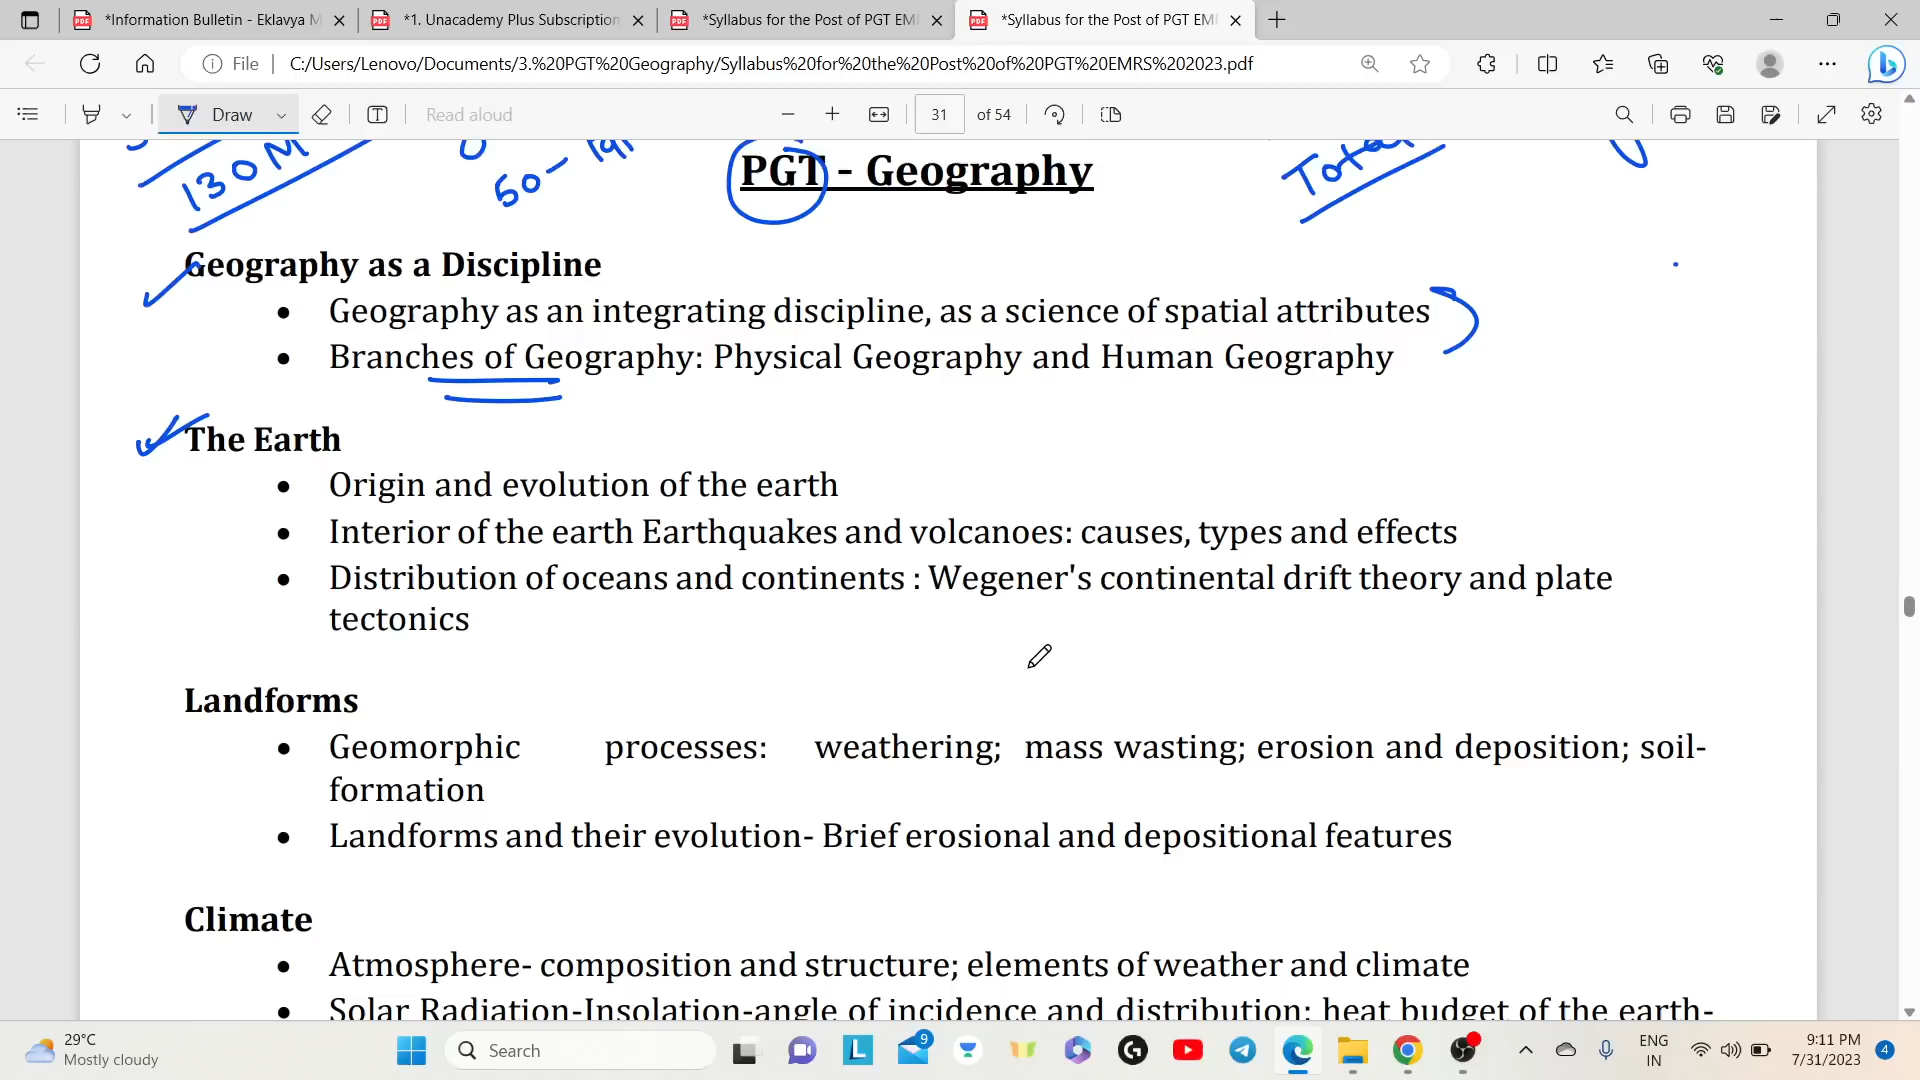 *Information Bulletin - Eklavya M
*1. Unacademy Plus Subscription
*Syllabus for the Post of PGT EM
*Syllabus for the Post of PGT EM
File
C:/Users/Lenovo/Documents/3.%20PGT%20Geography/Syllabus%20for%20the%20Post%20of%20PGT%20EMRS%202023.pdf
Draw
Read aloud
31
of 54
130M
50-
Total
PGT - Geography
Geography as a Discipline
• Geography as an integrating discipline, as a science of spatial attributes
• Branches of Geography: Physical Geography and Human Geography
The Earth
• Origin and evolution of the earth
• Interior of the earth Earthquakes and volcanoes: causes, types and effects
• Distribution of oceans and continents : Wegener's continental drift theory and plate
tectonics
Landforms
• Geomorphic processes: weathering; mass wasting; erosion and deposition; soil-
formation
• Landforms and their evolution- Brief erosional and depositional features
Climate
• Atmosphere- composition and structure; elements of weather and climate
• Solar Radiation-Insolation-angle of incidence and distribution; heat budget of the earth-
29°C
Mostly cloudy
Search
9
ENG
IN
9:11 PM
7/31/2023
4